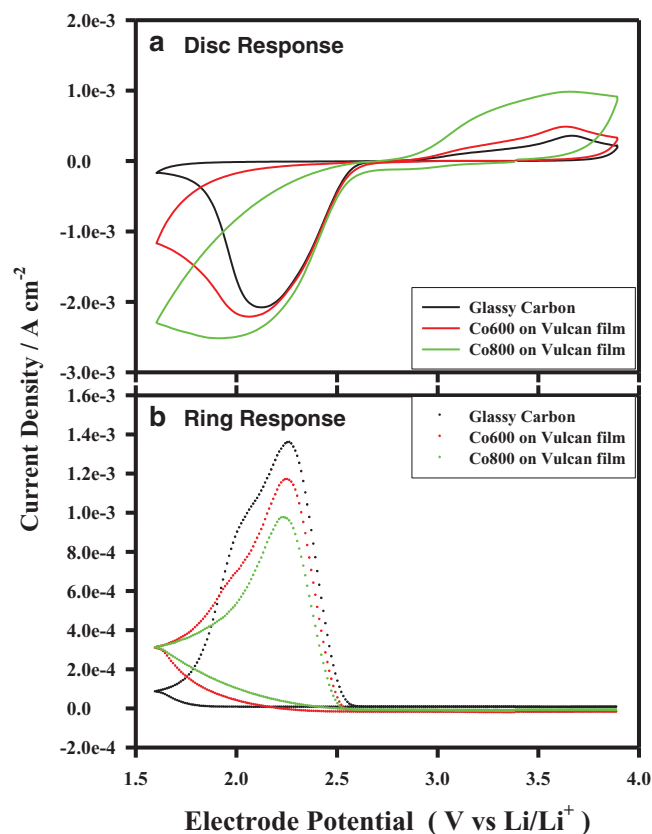 2.0e-3
a Disc Response
1.0e-3
0.0
-1.0e-3
-2.0e-3
-3.0e-3
Glassy Carbon
Co600 on Vulcan film
Co800 on Vulcan film
1.6e-3
b Ring Response
1.4e-3
1.2e-3
1.0e-3
8.0e-4
6.0e-4
4.0e-4
2.0e-4
0.0
-2.0e-4
Glassy Carbon
Co600 on Vulcan film
Co800 on Vulcan film
Current Density / A cm⁻²
1.5 2.0 2.5 3.0 3.5 4.0
Electrode Potential ( V vs Li/Li⁺ )